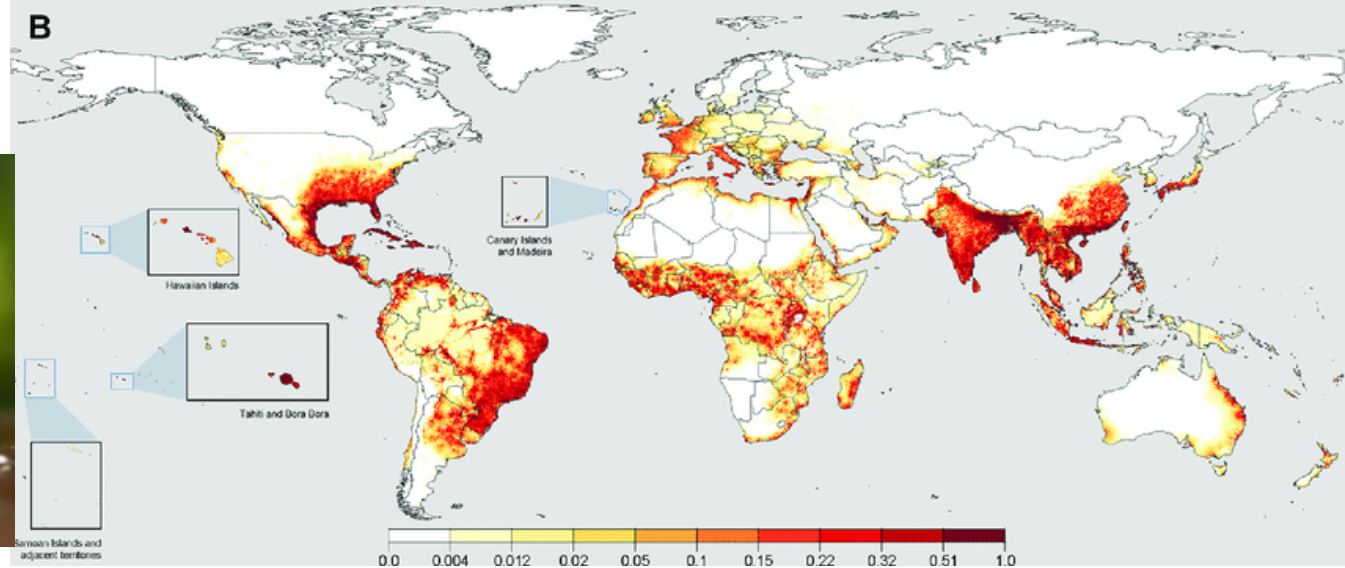 B
Canary Islands
and Madeira
Hawaiian Islands
Tahiti and Bora Bora
Samoan Islands and
adjacent territories
0.0 0.004 0.012 0.02 0.05 0.1 0.15 0.22 0.32 0.51 1.0